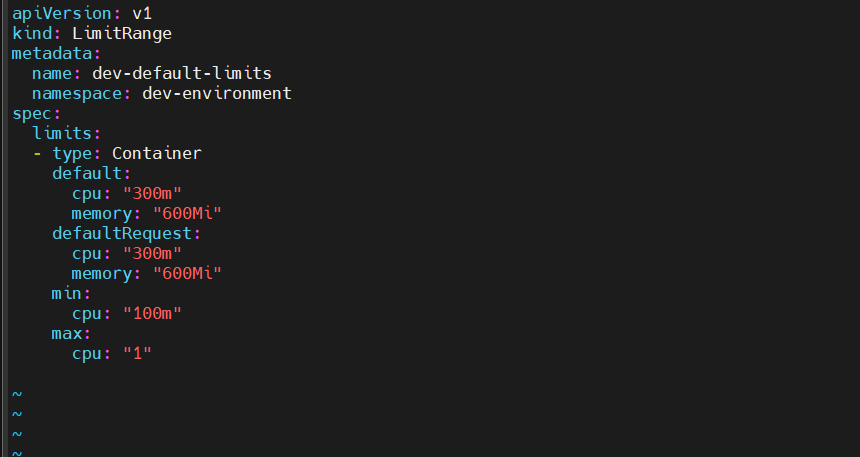 apiVersion: v1
kind: LimitRange
metadata:
  name: dev-default-limits
  namespace: dev-environment
spec:
  limits:
  - type: Container
    default:
      cpu: "300m"
      memory: "600Mi"
    defaultRequest:
      cpu: "300m"
      memory: "600Mi"
    min:
      cpu: "100m"
    max:
      cpu: "1"
~
~
~
~